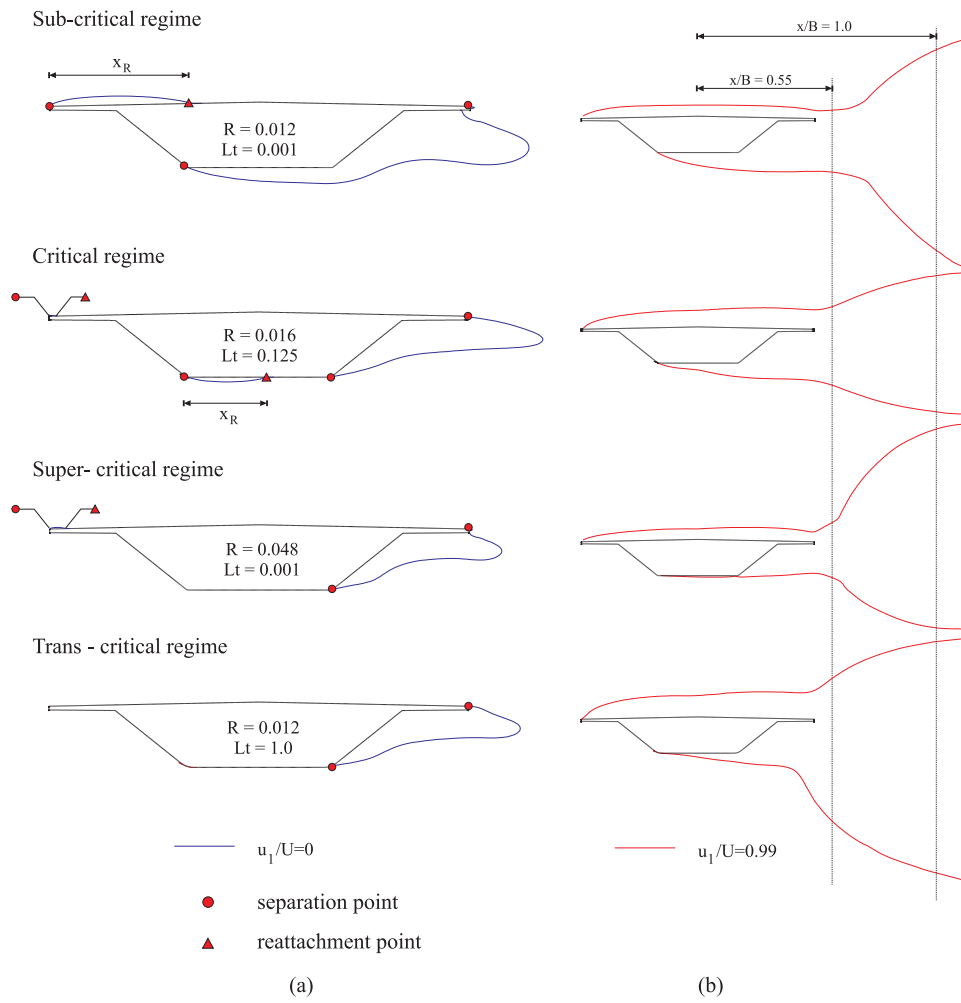 Sub-critical regime
x/B = 1.0
x_R
x/B = 0.55
R = 0.012
Lt = 0.001
Critical regime
R = 0.016
Lt = 0.125
x_R
Super- critical regime
R = 0.048
Lt = 0.001
Trans - critical regime
R = 0.012
Lt = 1.0
u_1/U=0
u_1/U=0.99
separation point
reattachment point
(a)
(b)